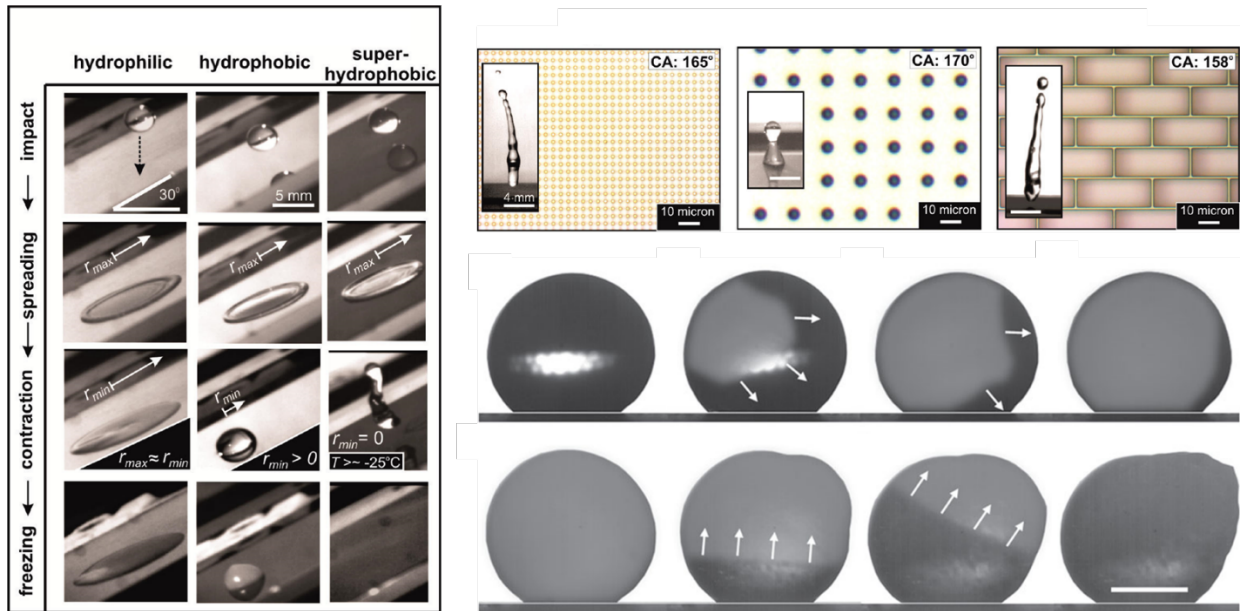 hydrophilic
hydrophobic
super-
hydrophobic
impact
spreading
contraction
freezing
30°
5 mm
rmax
rmax
rmax
rmin
rmax ≈ rmin
rmin
rmin > 0
rmin = 0
T >~ -25°C
CA: 165°
4 mm
10 micron
CA: 170°
10 micron
CA: 158°
10 micron